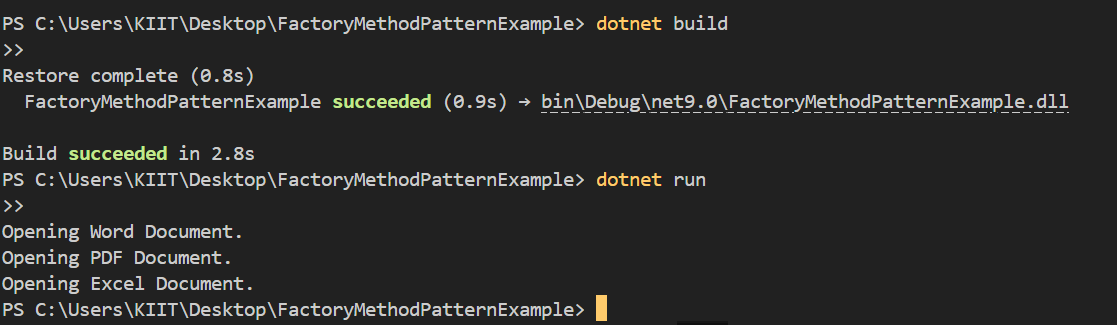 PS C:\Users\KIIT\Desktop\FactoryMethodPatternExample> dotnet build
>>
Restore complete (0.8s)
  FactoryMethodPatternExample succeeded (0.9s) → bin\Debug\net9.0\FactoryMethodPatternExample.dll

Build succeeded in 2.8s
PS C:\Users\KIIT\Desktop\FactoryMethodPatternExample> dotnet run
>>
Opening Word Document.
Opening PDF Document.
Opening Excel Document.
PS C:\Users\KIIT\Desktop\FactoryMethodPatternExample>